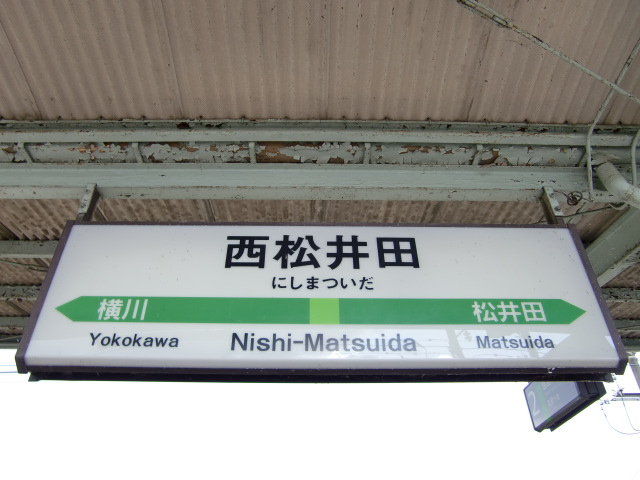 西松井田
にしまついだ
横川 松井田
Yokokawa Nishi-Matsuida Matsuida
2